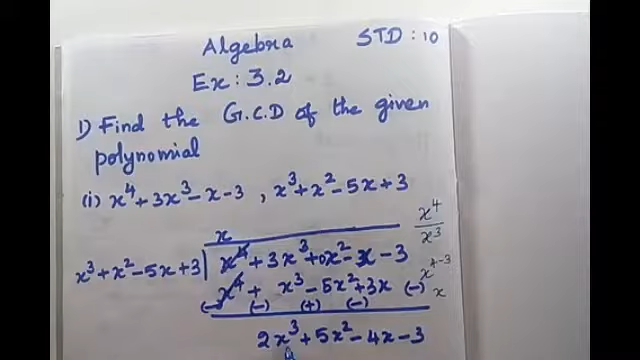 Algebra STD : 10
Ex : 3.2
1) Find the G.C.D of the given
polynomial
(i) x⁴ + 3x³ - x - 3 , x³ + x² - 5x + 3
x x⁴/x³
x³ + x² - 5x + 3 ) x⁴ + 3x³ + 0x² - x - 3
x⁴⁻³
x⁴ + x³ - 5x² + 3x x
(-) (-) (+) (-) (-)
2x³ + 5x² - 4x - 3